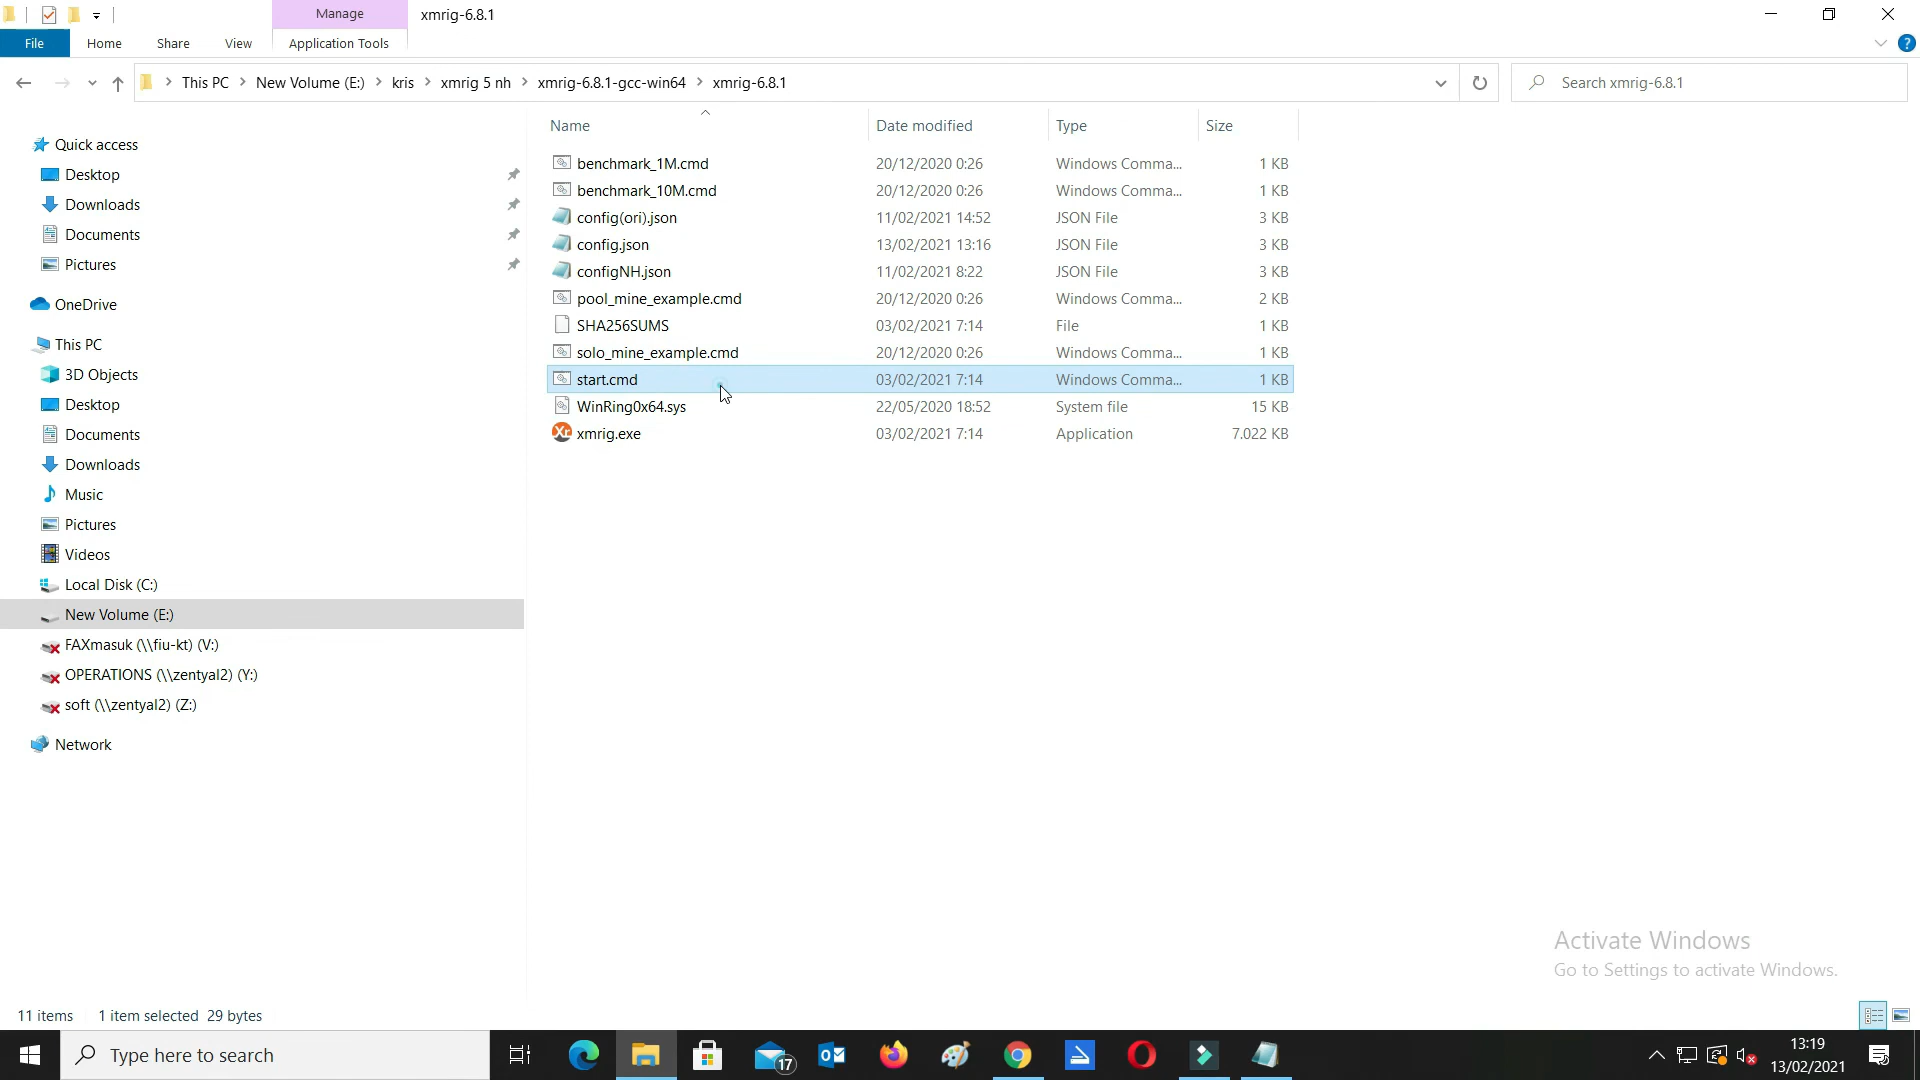 Manage
xmrig-6.8.1
File
Home
Share
View
Application Tools
This PC
New Volume (E:)
kris
xmrig 5 nh
xmrig-6.8.1-gcc-win64
xmrig-6.8.1
Search xmrig-6.8.1
Name
Date modified
Type
Size
Quick access
Desktop
Downloads
Documents
Pictures
OneDrive
This PC
3D Objects
Desktop
Documents
Downloads
Music
Pictures
Videos
Local Disk (C:)
New Volume (E:)
FAXmasuk (\\fiu-kt) (V:)
OPERATIONS (\\zentyal2) (Y:)
soft (\\zentyal2) (Z:)
Network
benchmark_1M.cmd 20/12/2020 0:26 Windows Comma... 1 KB
benchmark_10M.cmd 20/12/2020 0:26 Windows Comma... 1 KB
config(ori).json 11/02/2021 14:52 JSON File 3 KB
config.json 13/02/2021 13:16 JSON File 3 KB
configNH.json 11/02/2021 8:22 JSON File 3 KB
pool_mine_example.cmd 20/12/2020 0:26 Windows Comma... 2 KB
SHA256SUMS 03/02/2021 7:14 File 1 KB
solo_mine_example.cmd 20/12/2020 0:26 Windows Comma... 1 KB
start.cmd 03/02/2021 7:14 Windows Comma... 1 KB
WinRing0x64.sys 22/05/2020 18:52 System file 15 KB
xmrig.exe 03/02/2021 7:14 Application 7.022 KB
Activate Windows
Go to Settings to activate Windows.
11 items
1 item selected 29 bytes
Type here to search
17
13:19
13/02/2021